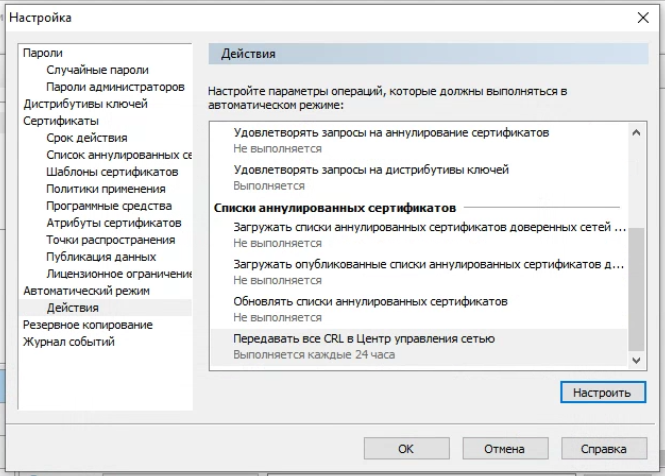 Настройка
Пароли
Случайные пароли
Пароли администраторов
Дистрибутивы ключей
Сертификаты
Срок действия
Список аннулированных се
Шаблоны сертификатов
Политики применения
Программные средства
Атрибуты сертификатов
Точки распространения
Публикация данных
Лицензионное ограничение
Автоматический режим
Действия
Резервное копирование
Журнал событий
Действия
Настройте параметры операций, которые должны выполняться в
автоматическом режиме:
Удовлетворять запросы на аннулирование сертификатов
Не выполняется
Удовлетворять запросы на дистрибутивы ключей
Выполняется
Списки аннулированных сертификатов
Загружать списки аннулированных сертификатов доверенных сетей ...
Не выполняется
Загружать опубликованные списки аннулированных сертификатов д...
Не выполняется
Обновлять списки аннулированных сертификатов
Не выполняется
Передавать все CRL в Центр управления сетью
Выполняется каждые 24 часа
Настроить
ОК
Отмена
Справка